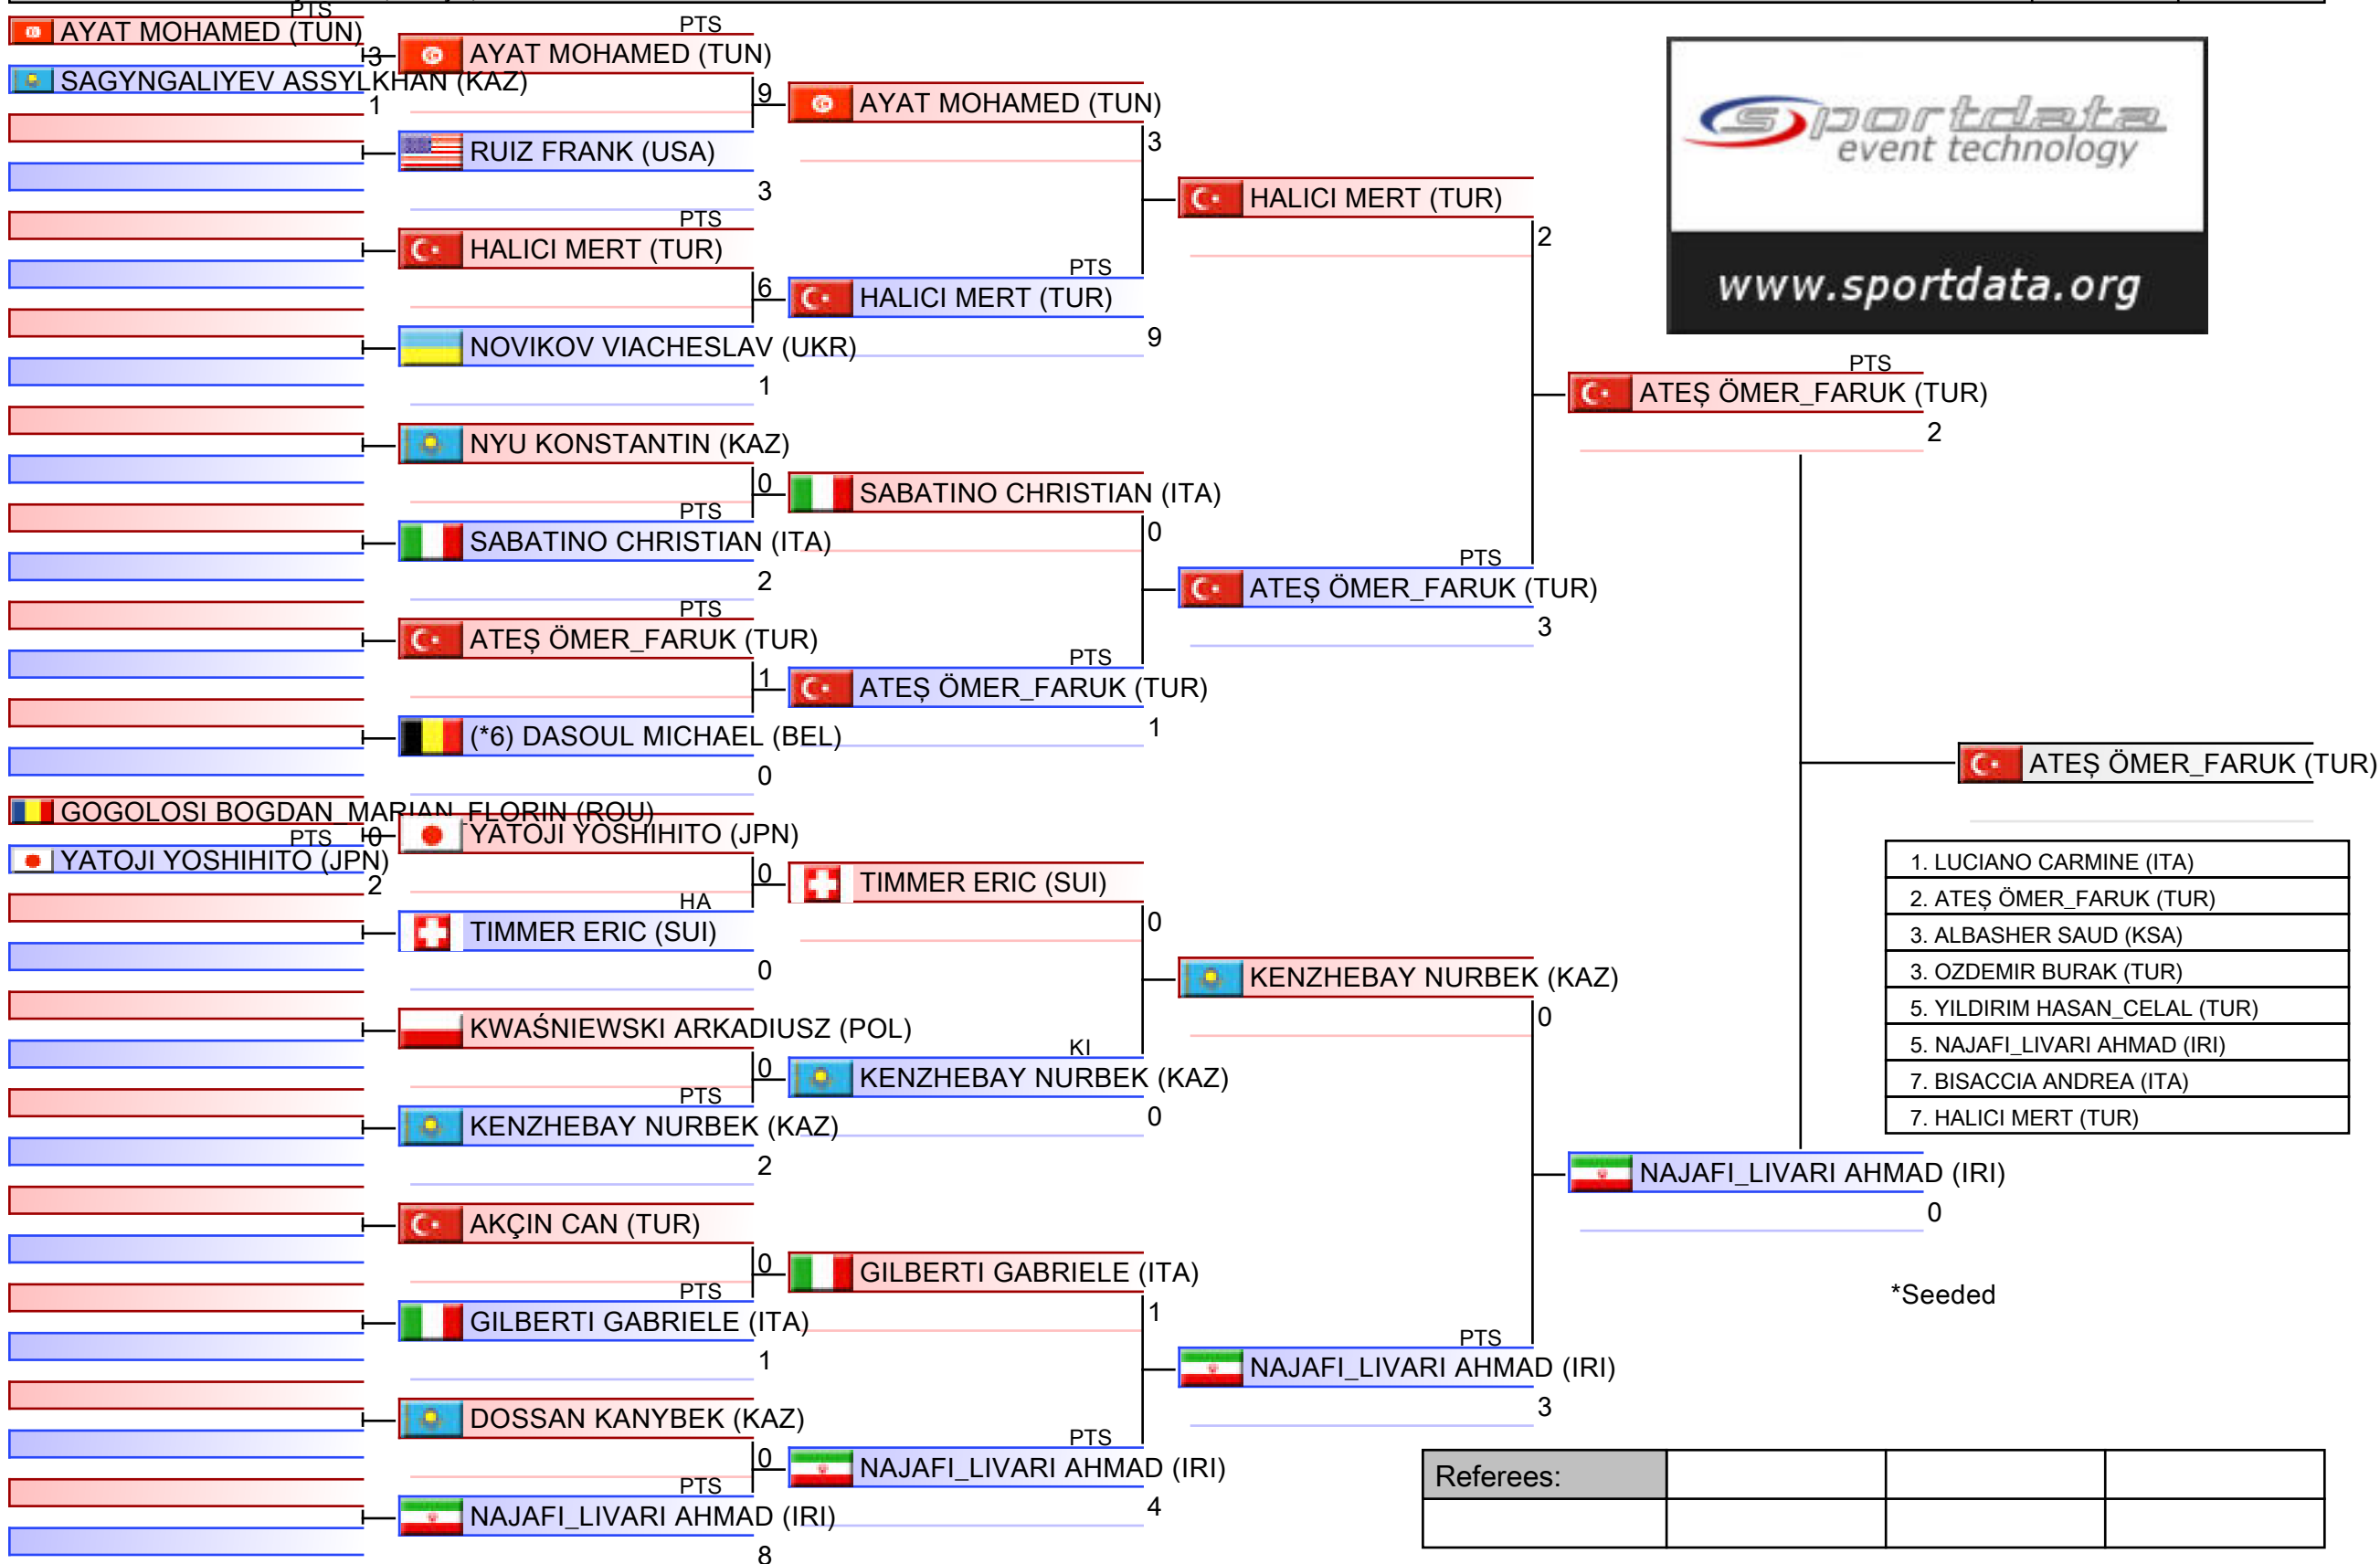 PTS
AYAT MOHAMED (TUN)
3
SAGYNGALIYEV ASSYLKHAN (KAZ)
1
GOGOLOSI BOGDAN_MARIAN_FLORIN (ROU)
0
PTS
YATOJI YOSHIHITO (JPN)
2
PTS
AYAT MOHAMED (TUN)
9
RUIZ FRANK (USA)
3
PTS
HALICI MERT (TUR)
6
NOVIKOV VIACHESLAV (UKR)
1
NYU KONSTANTIN (KAZ)
0
PTS
SABATINO CHRISTIAN (ITA)
2
PTS
ATEŞ ÖMER_FARUK (TUR)
1
(*6) DASOUL MICHAEL (BEL)
0
YATOJI YOSHIHITO (JPN)
0
HA
TIMMER ERIC (SUI)
0
KWAŚNIEWSKI ARKADIUSZ (POL)
0
PTS
KENZHEBAY NURBEK (KAZ)
2
AKÇIN CAN (TUR)
0
PTS
GILBERTI GABRIELE (ITA)
1
DOSSAN KANYBEK (KAZ)
0
PTS
NAJAFI_LIVARI AHMAD (IRI)
8
AYAT MOHAMED (TUN)
3
PTS
HALICI MERT (TUR)
9
SABATINO CHRISTIAN (ITA)
0
PTS
ATEŞ ÖMER_FARUK (TUR)
1
TIMMER ERIC (SUI)
0
KI
KENZHEBAY NURBEK (KAZ)
0
GILBERTI GABRIELE (ITA)
1
PTS
NAJAFI_LIVARI AHMAD (IRI)
4
HALICI MERT (TUR)
2
PTS
ATEŞ ÖMER_FARUK (TUR)
3
KENZHEBAY NURBEK (KAZ)
0
PTS
NAJAFI_LIVARI AHMAD (IRI)
3
PTS
ATEŞ ÖMER_FARUK (TUR)
2
NAJAFI_LIVARI AHMAD (IRI)
0
ATEŞ ÖMER_FARUK (TUR)
sportdata
event technology
www.sportdata.org
1. LUCIANO CARMINE (ITA)
2. ATEŞ ÖMER_FARUK (TUR)
3. ALBASHER SAUD (KSA)
3. OZDEMIR BURAK (TUR)
5. YILDIRIM HASAN_CELAL (TUR)
5. NAJAFI_LIVARI AHMAD (IRI)
7. BISACCIA ANDREA (ITA)
7. HALICI MERT (TUR)
*Seeded
Referees: